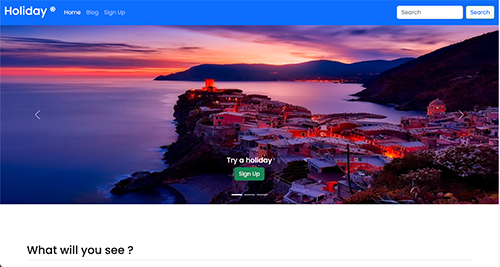 Holiday ®
Home Blog Sign Up
Search Search
Try a holiday
Sign Up
What will you see ?